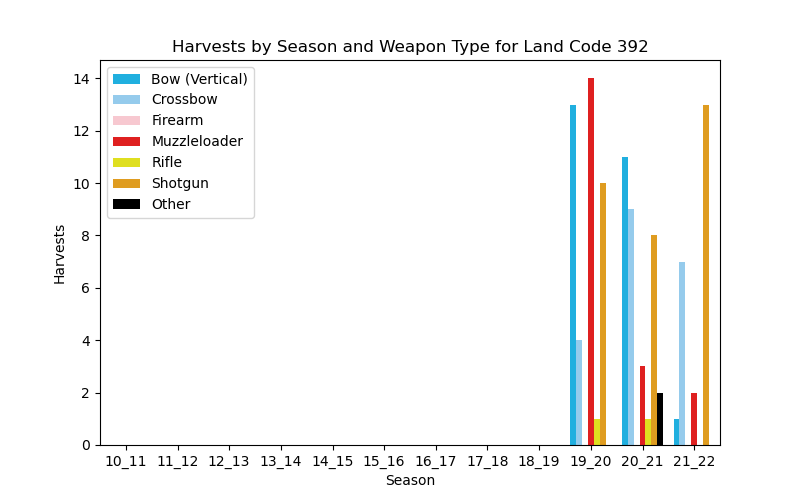 Harvests by Season and Weapon Type for Land Code 392
14
12
10
8
6
4
2
0
Harvests
Bow (Vertical)
Crossbow
Firearm
Muzzleloader
Rifle
Shotgun
Other
10_11 11_12 12_13 13_14 14_15 15_16 16_17 17_18 18_19 19_20 20_21 21_22
Season